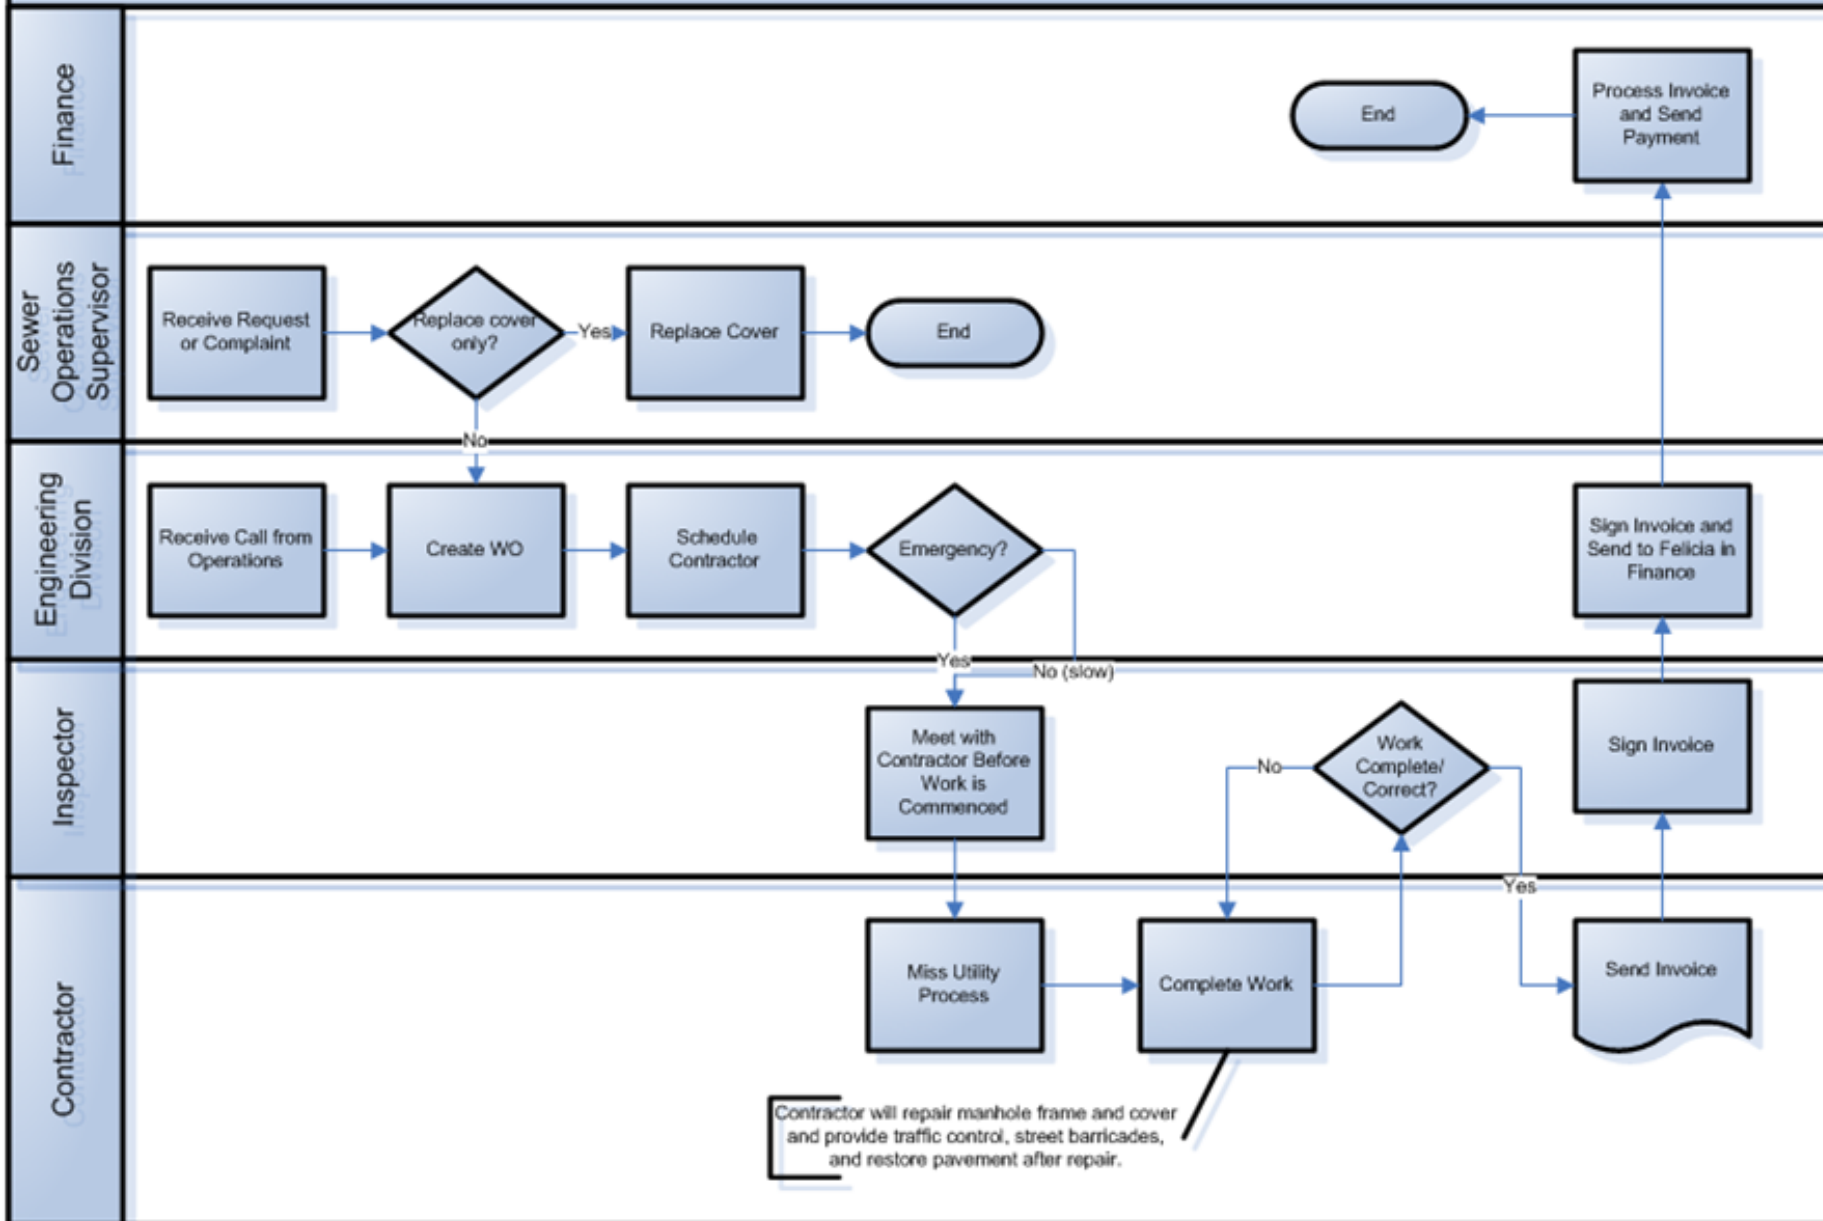 Finance
End
Process Invoice
and Send
Payment
Sewer
Operations
Supervisor
Receive Request
or Complaint
Replace cover
only?
Yes
Replace Cover
End
No
Engineering
Division
Receive Call from
Operations
Create WO
Schedule
Contractor
Emergency?
Sign Invoice and
Send to Felicia in
Finance
Yes
No (slow)
Inspector
Meet with
Contractor Before
Work is
Commenced
No
Work
Complete/
Correct?
Sign Invoice
Yes
Contractor
Miss Utility
Process
Complete Work
Send Invoice
Contractor will repair manhole frame and cover
and provide traffic control, street barricades,
and restore pavement after repair.